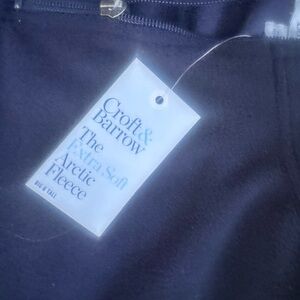 Croft&
Barrow
The
Extra Soft
Arctic
Fleece
BIG & TALL